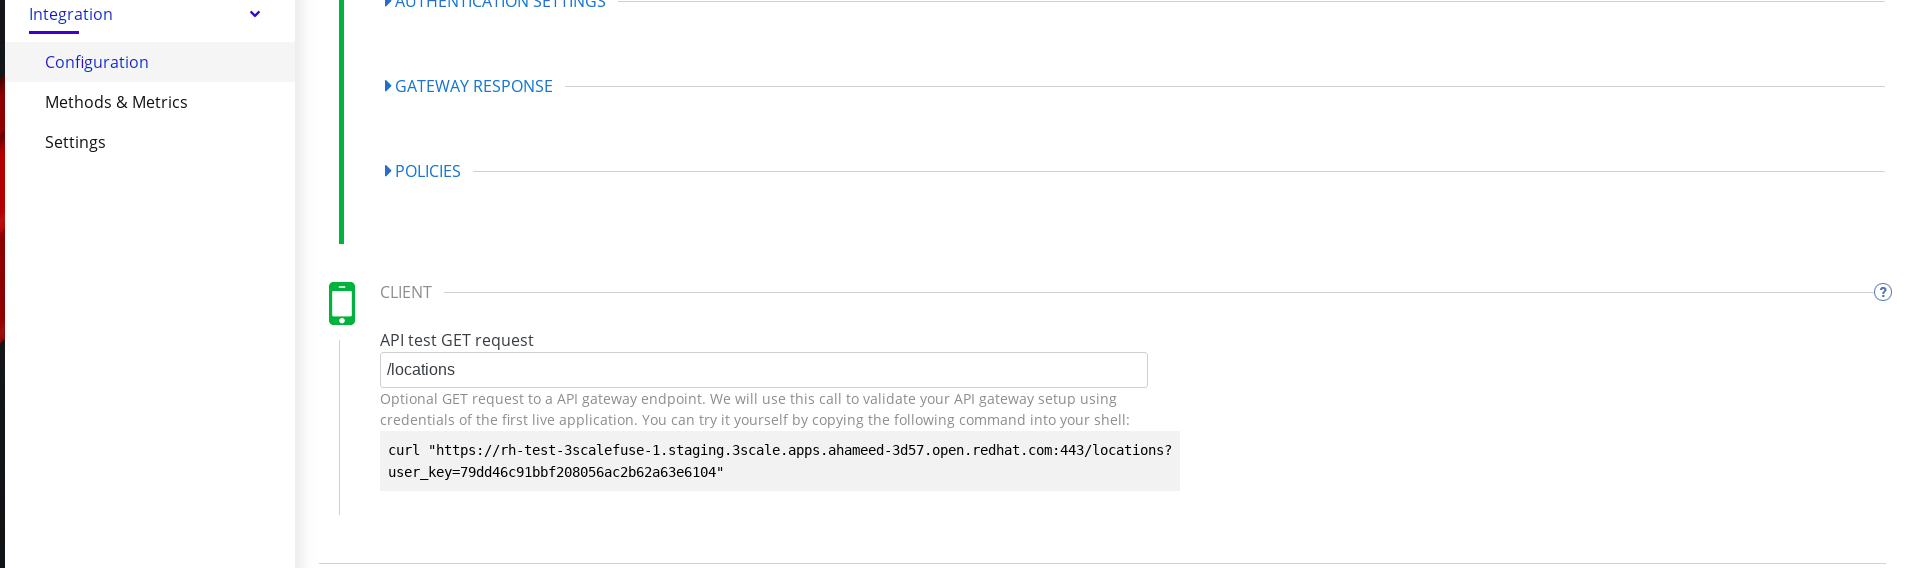 Integration
Configuration
Methods & Metrics
Settings
AUTHENTICATION SETTINGS
GATEWAY RESPONSE
POLICIES
CLIENT
?
API test GET request
/locations
Optional GET request to a API gateway endpoint. We will use this call to validate your API gateway setup using
credentials of the first live application. You can try it yourself by copying the following command into your shell:
curl "https://rh-test-3scalefuse-1.staging.3scale.apps.ahameed-3d57.open.redhat.com:443/locations?
user_key=79dd46c91bbf208056ac2b62a63e6104"